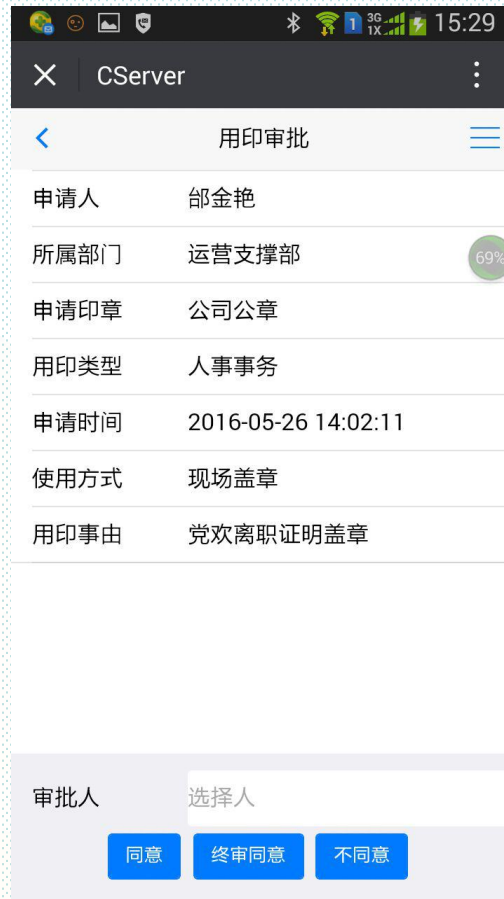 1 3G 1X 15:29
CServer
用印审批
申请人 邰金艳
所属部门 运营支撑部
69%
申请印章 公司公章
用印类型 人事事务
申请时间 2016-05-26 14:02:11
使用方式 现场盖章
用印事由 党欢离职证明盖章
审批人 选择人
同意 终审同意 不同意